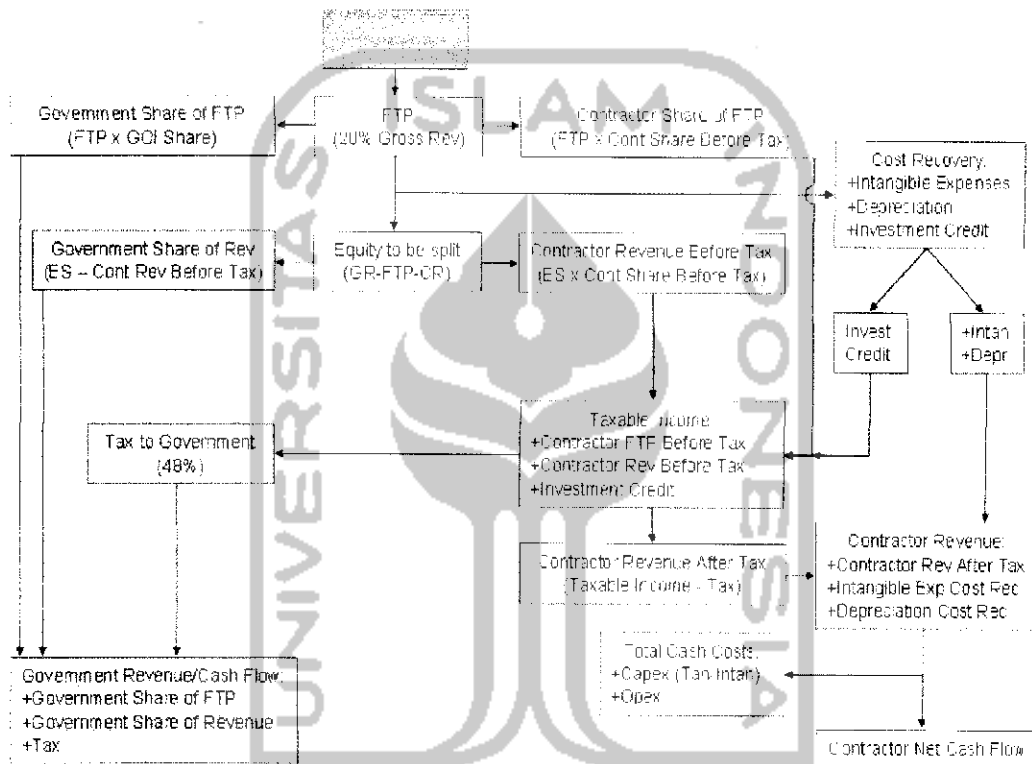 Government Share of FTP
(FTP x GOI Share)
FTP
(20% Gross Rev)
Contractor Share of FTP
(FTP x Cont Share Before Tax)
Cost Recovery:
+Intangible Expenses
+Depreciation
+Investment Credit
Government Share of Rev
(ES – Cont Rev Before Tax)
Equity to be split
(GR-FTP-CR)
Contractor Revenue Before Tax
(ES x Cont Share Before Tax)
Invest
Credit
+Intan
+Depr
Tax to Government
(48%)
Taxable Income
+Contractor FTP Before Tax
+Contractor Rev Before Tax
+Investment Credit
Contractor Revenue After Tax
(Taxable Income - Tax)
Contractor Revenue:
+Contractor Rev After Tax
+Intangible Exp Cost Rec
+Depreciation Cost Rec
Government Revenue/Cash Flow:
+Government Share of FTP
+Government Share of Revenue
+Tax
Total Cash Costs:
+Capex (Tan Intan)
+Opex
Contractor Net Cash Flow
UNIVERSITAS
ISLAM
INDONESIA